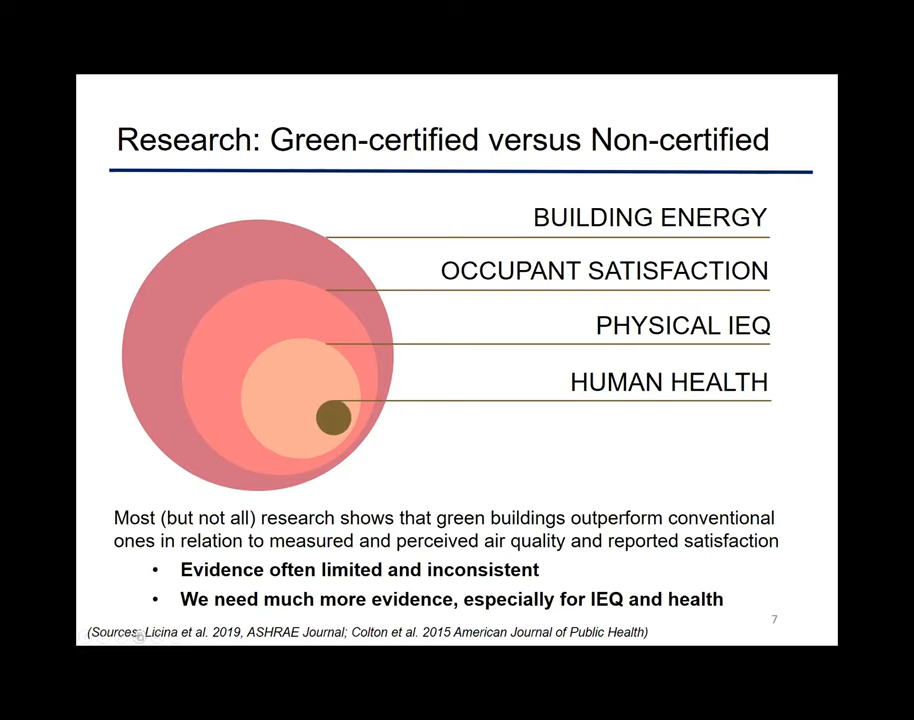 Research: Green-certified versus Non-certified
BUILDING ENERGY
OCCUPANT SATISFACTION
PHYSICAL IEQ
HUMAN HEALTH
Most (but not all) research shows that green buildings outperform conventional
ones in relation to measured and perceived air quality and reported satisfaction
• Evidence often limited and inconsistent
• We need much more evidence, especially for IEQ and health
7
(Sources: Licina et al. 2019, ASHRAE Journal; Colton et al. 2015 American Journal of Public Health)